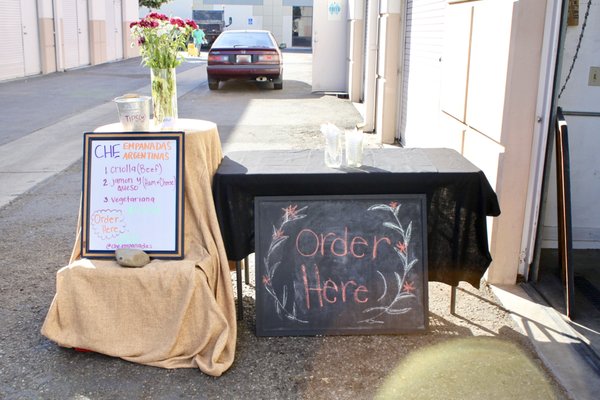 TIPS
CHE EMPANADAS
ARGENTINAS
1 Criolla (Beef)
2 Jamon y (Ham & Cheese)
queso
3 Vegetariana
Order
Here
@che.empanadas
Order
Here